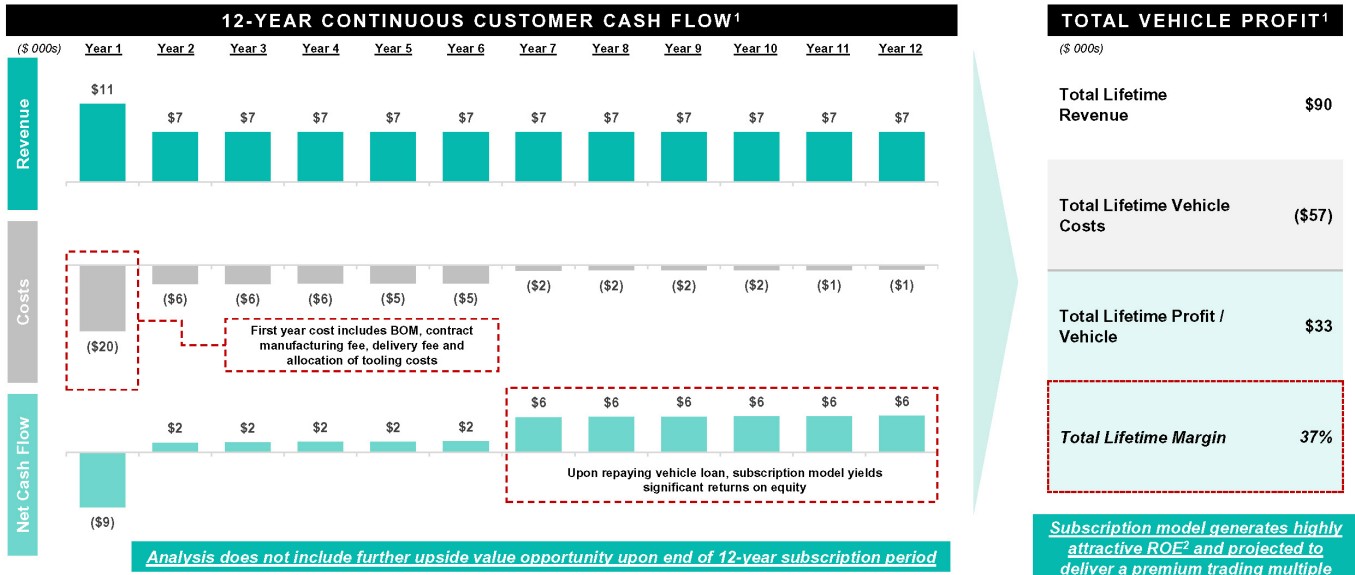 12-YEAR CONTINUOUS CUSTOMER CASH FLOW¹
($ 000s) Year 1 Year 2 Year 3 Year 4 Year 5 Year 6 Year 7 Year 8 Year 9 Year 10 Year 11 Year 12
Revenue
$11 $7 $7 $7 $7 $7 $7 $7 $7 $7 $7 $7
Costs
($20) ($6) ($6) ($6) ($5) ($5) ($2) ($2) ($2) ($2) ($1) ($1)
First year cost includes BOM, contract
manufacturing fee, delivery fee and
allocation of tooling costs
Net Cash Flow
($9) $2 $2 $2 $2 $2 $6 $6 $6 $6 $6 $6
Upon repaying vehicle loan, subscription model yields
significant returns on equity
Analysis does not include further upside value opportunity upon end of 12-year subscription period
TOTAL VEHICLE PROFIT¹
($ 000s)
Total Lifetime
Revenue $90
Total Lifetime Vehicle
Costs ($57)
Total Lifetime Profit /
Vehicle $33
Total Lifetime Margin 37%
Subscription model generates highly
attractive ROE² and projected to
deliver a premium trading multiple